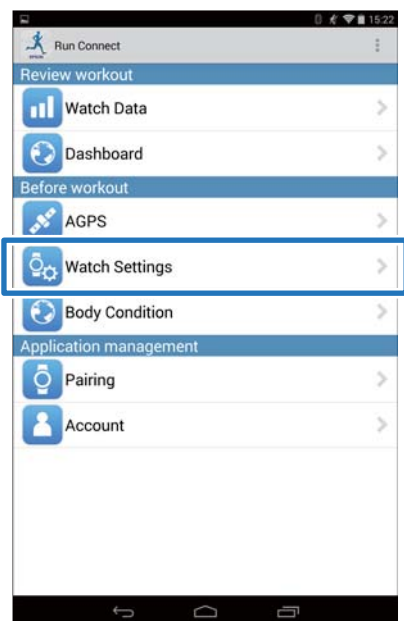 15:22
EPSON
Run Connect
Review workout
Watch Data
Dashboard
Before workout
AGPS
Watch Settings
Body Condition
Application management
Pairing
Account